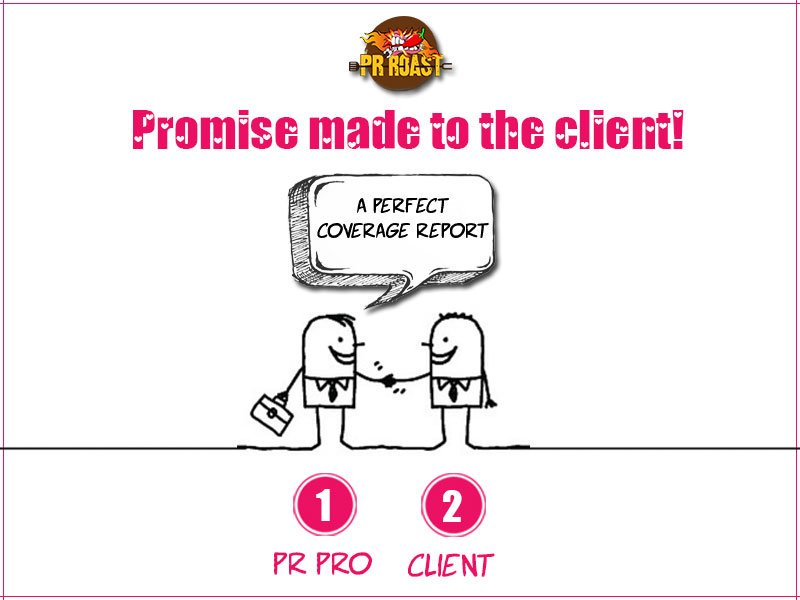 PR ROAST
Promise made to the client!
A PERFECT
COVERAGE REPORT
1 2
PR PRO CLIENT